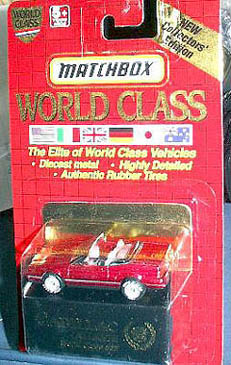 WORLD
CLASS
NEW
Collectors'
Edition
MATCHBOX
WORLD CLASS
The Elite of World Class Vehicles
• Diecast metal • Highly Detailed
• Authentic Rubber Tires